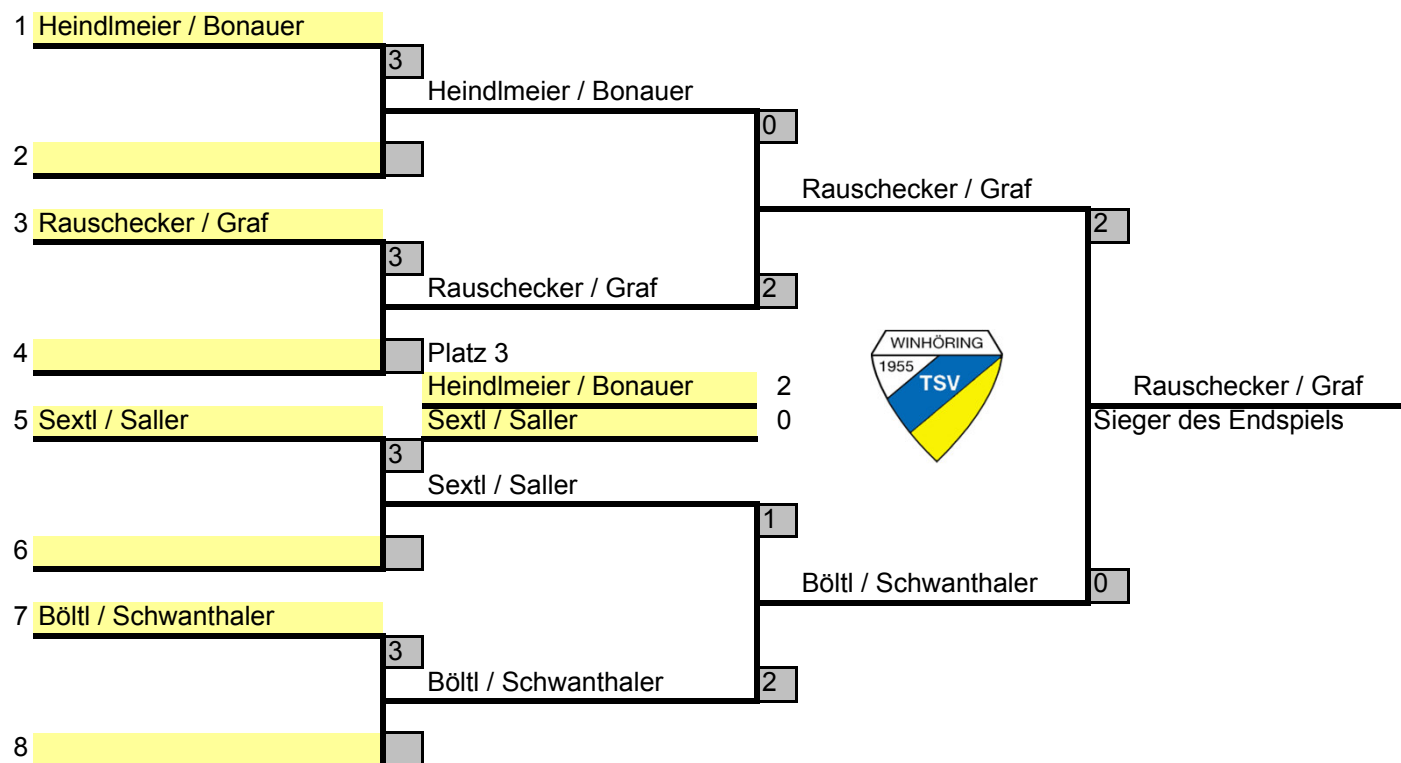 1 Heindlmeier / Bonauer
3
Heindlmeier / Bonauer
0
2
Rauschecker / Graf
3 Rauschecker / Graf
2
3
Rauschecker / Graf
2
4
Platz 3
WINHÖRING
1955
TSV
Heindlmeier / Bonauer 2
Rauschecker / Graf
5 Sextl / Saller
Sextl / Saller 0
Sieger des Endspiels
3
Sextl / Saller
1
6
Böltl / Schwanthaler
0
7 Böltl / Schwanthaler
3
Böltl / Schwanthaler
2
8